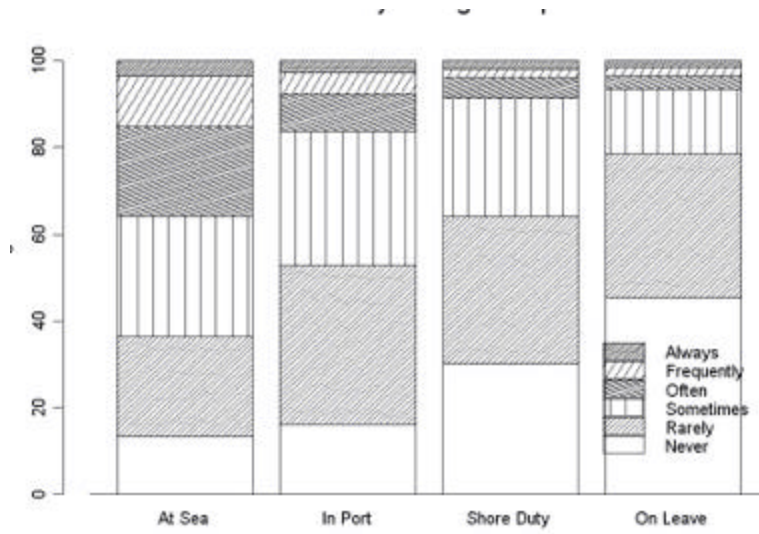 100
80
60
40
20
0
Always
Frequently
Often
Sometimes
Rarely
Never
At Sea In Port Shore Duty On Leave